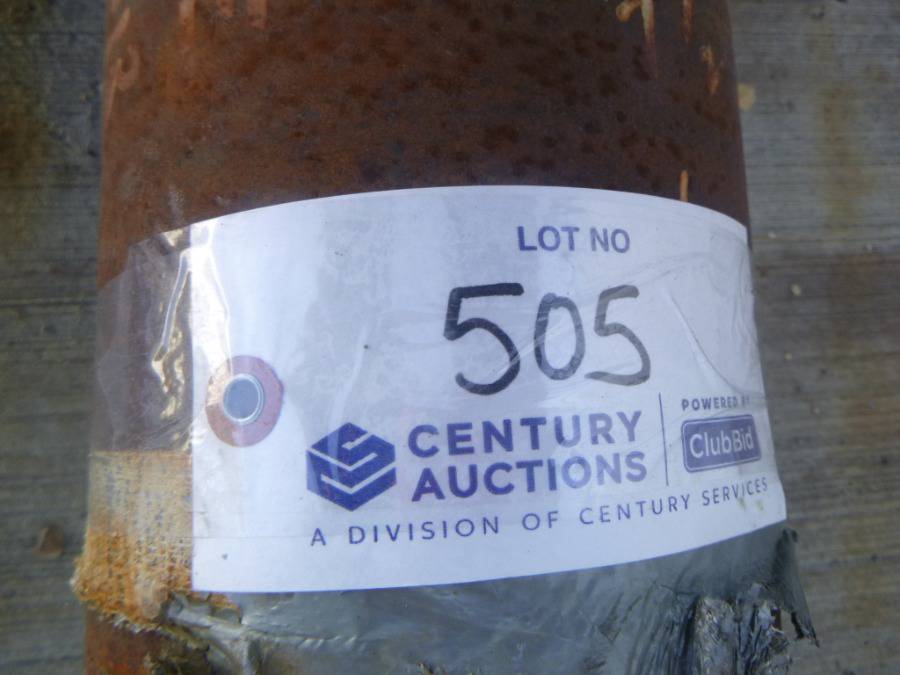 LOT NO
505
CENTURY
AUCTIONS
POWERED BY
ClubBid
A DIVISION OF CENTURY SERVICES